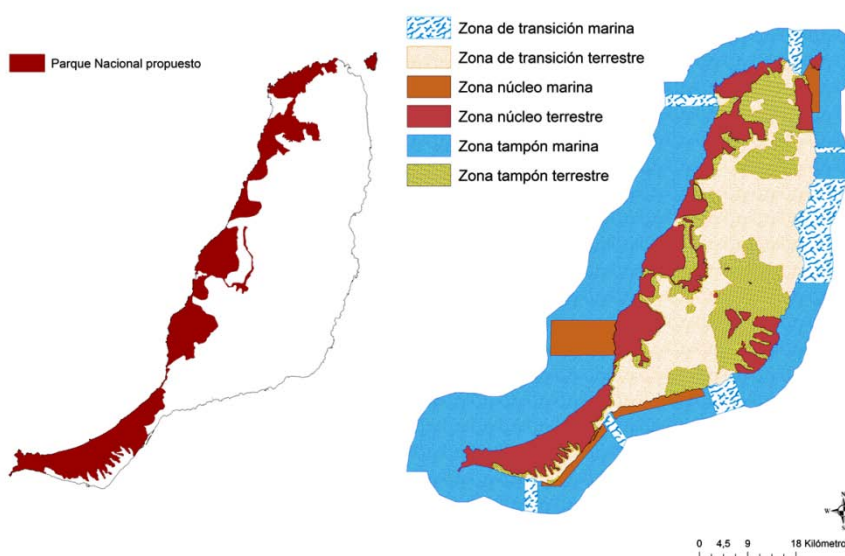 Parque Nacional propuesto
Zona de transición marina
Zona de transición terrestre
Zona núcleo marina
Zona núcleo terrestre
Zona tampón marina
Zona tampón terrestre
N
W
S
0 4,5 9 18 Kilómetro